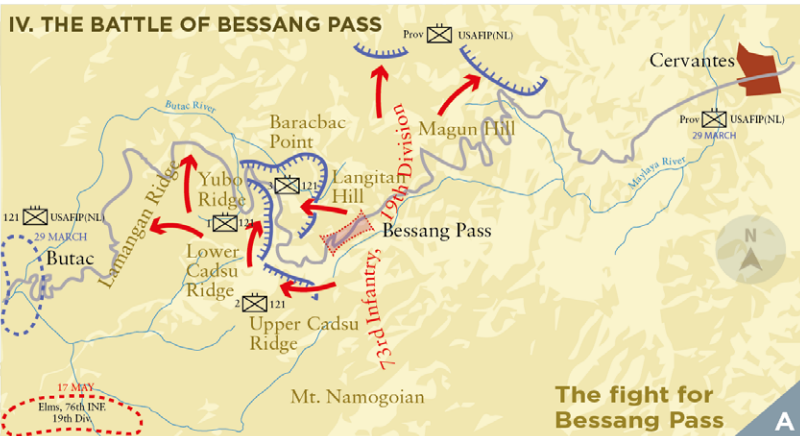 IV. THE BATTLE OF BESSANG PASS
Prov USAFIP(NL)
Cervantes
Butac River
Baracbac
Point
Magun Hill
Prov USAFIP(NL)
29 MARCH
Maylaya River
Lamangan Ridge
Yubo
Ridge
3 121
Langitan
Hill
73rd Infantry, 19th Division
1 121
121 USAFIP(NL)
29 MARCH
Butac
Bessang Pass
N
Lower
Cadsu
Ridge
2 121
Upper Cadsu
Ridge
17 MAY
Elms, 76th INF.
19th Div.
Mt. Namogoian
The fight for
Bessang Pass
A